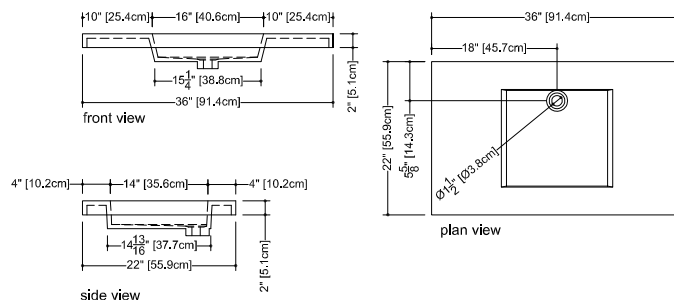 10" [25.4cm] 16" [40.6cm] 10" [25.4cm]
15 1/4" [38.8cm]
36" [91.4cm]
2" [5.1cm]
front view
4" [10.2cm] 14" [35.6cm] 4" [10.2cm]
14 13/16" [37.7cm]
22" [55.9cm]
2" [5.1cm]
side view
36" [91.4cm]
18" [45.7cm]
22" [55.9cm]
5 5/8" [14.3cm]
Ø1 1/2" [Ø3.8cm]
plan view